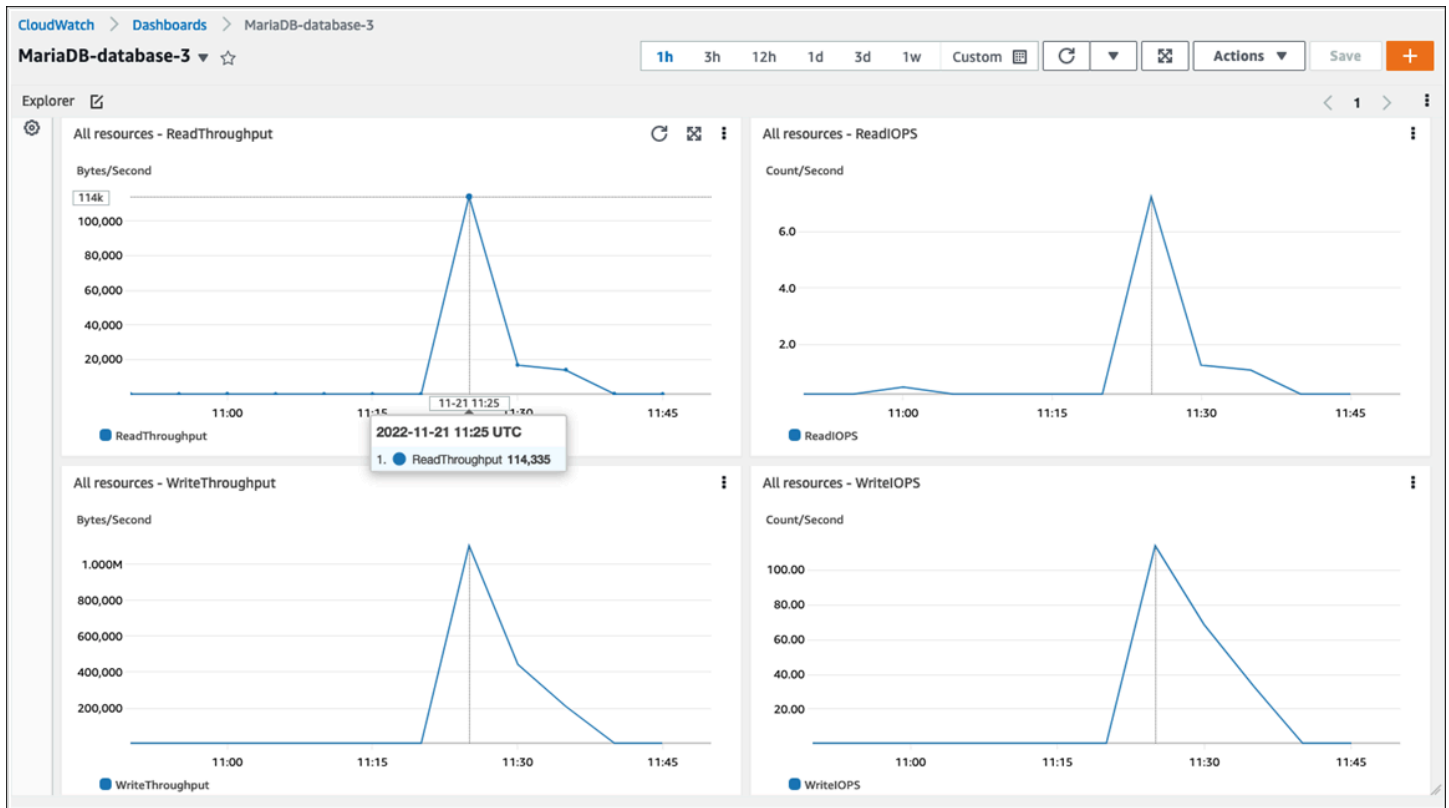 CloudWatch > Dashboards > MariaDB-database-3
MariaDB-database-3
1h 3h 12h 1d 3d 1w Custom Actions Save +
Explorer
< 1 >
All resources - ReadThroughput
Bytes/Second
114k
100,000
80,000
60,000
40,000
20,000
11:00 11:15 11:30 11:45
11-21 11:25
ReadThroughput
2022-11-21 11:25 UTC
1. ReadThroughput 114,335
All resources - ReadIOPS
Count/Second
6.0
4.0
2.0
11:00 11:15 11:30 11:45
ReadIOPS
All resources - WriteThroughput
Bytes/Second
1.000M
800,000
600,000
400,000
200,000
11:00 11:15 11:30 11:45
WriteThroughput
All resources - WriteIOPS
Count/Second
100.00
80.00
60.00
40.00
20.00
11:00 11:15 11:30 11:45
WriteIOPS